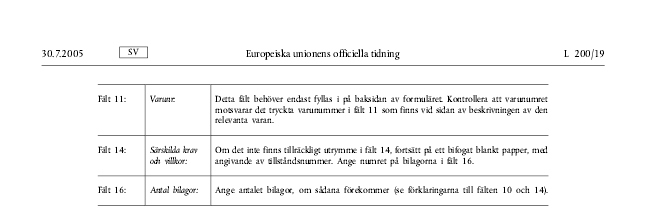 30.7.2005 SV Europeiska unionens officiella tidning L 200/19
Fält 11: Varunr: Detta fält behöver endast fyllas i på baksidan av formuläret. Kontrollera att varunumret
motsvarar det tryckta varunummer i fält 11 som finns vid sidan av beskrivningen av den
relevanta varan.
Fält 14: Särskilda krav Om det inte finns tillräckligt utrymme i fält 14, fortsätt på ett bifogat blankt papper, med
och villkor: angivande av tillståndsnummer. Ange numret på bilagorna i fält 16.
Fält 16: Antal bilagor: Ange antalet bilagor, om sådana förekommer (se förklaringarna till fälten 10 och 14).